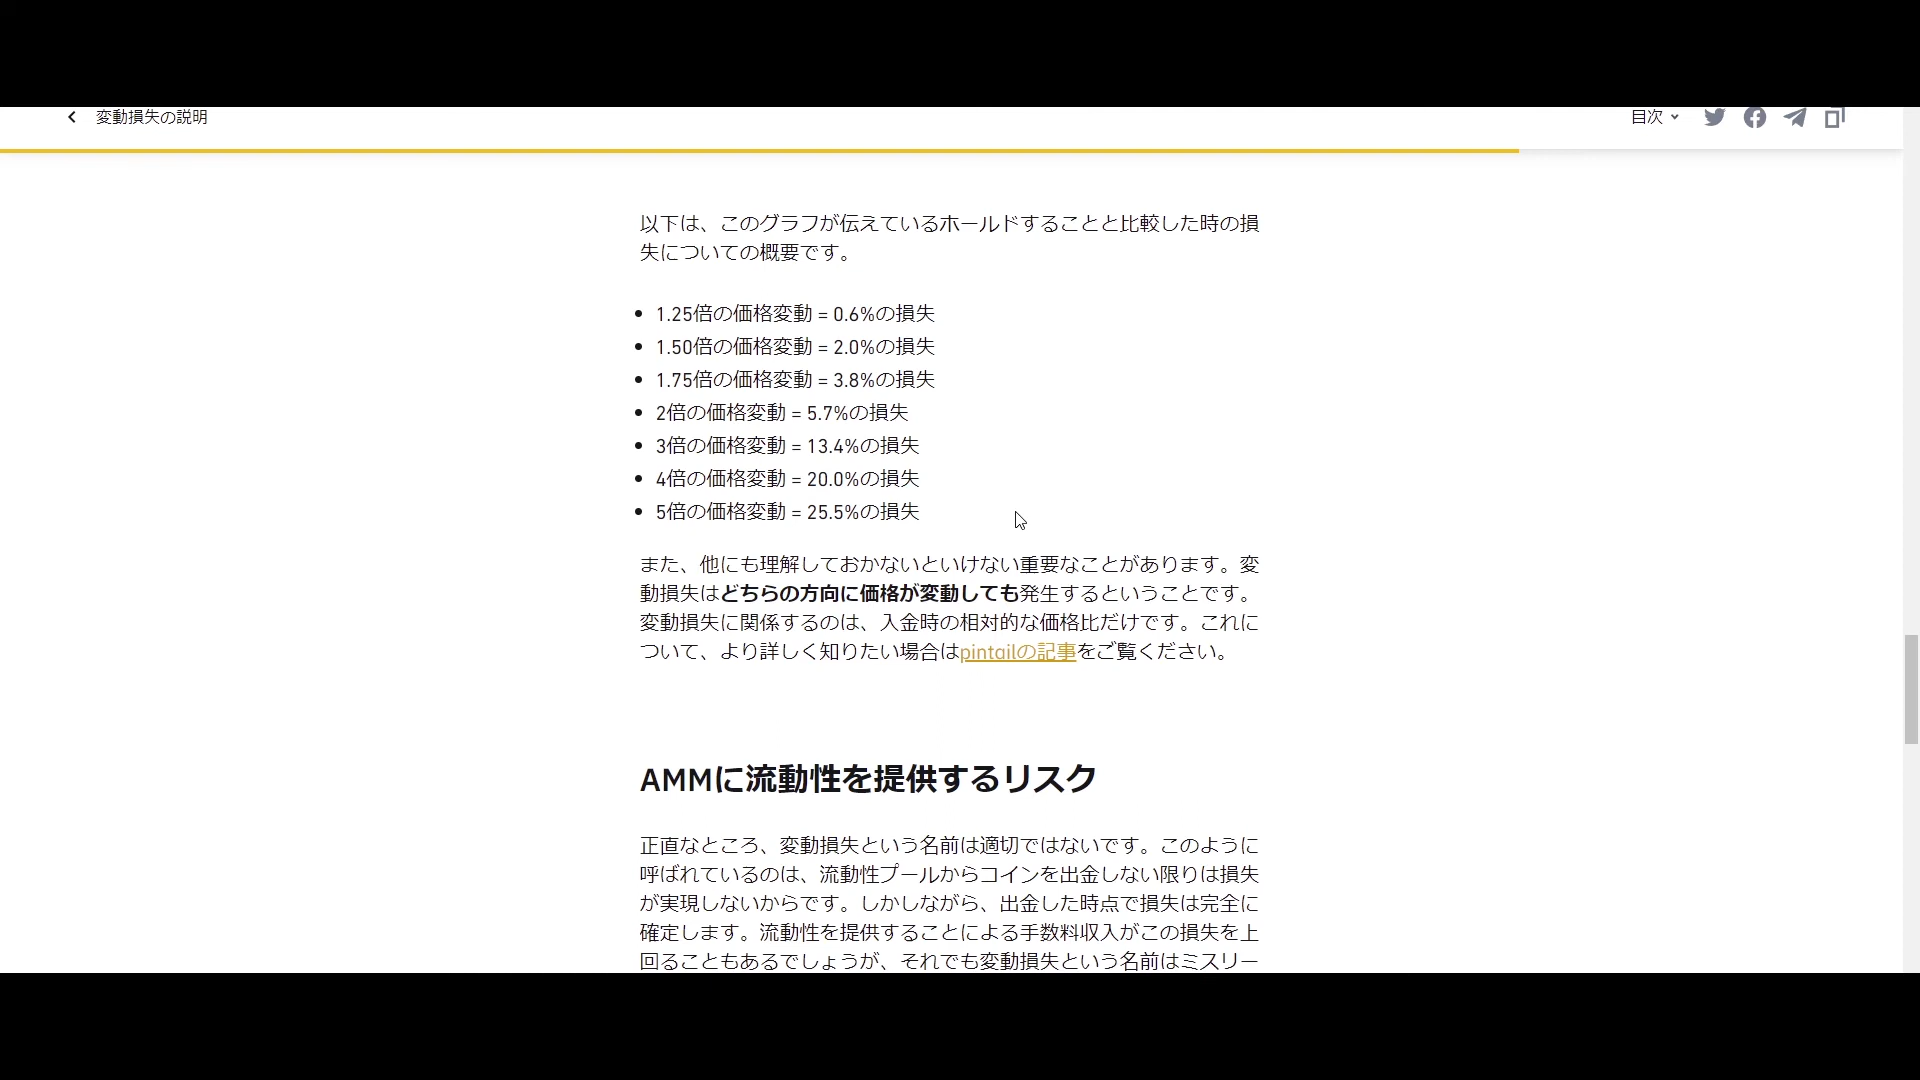 変動損失の説明
目次
以下は、このグラフが伝えているホールドすることと比較した時の損
失についての概要です。
1.25倍の価格変動 = 0.6%の損失
1.50倍の価格変動 = 2.0%の損失
1.75倍の価格変動 = 3.8%の損失
2倍の価格変動 = 5.7%の損失
3倍の価格変動 = 13.4%の損失
4倍の価格変動 = 20.0%の損失
5倍の価格変動 = 25.5%の損失
また、他にも理解しておかないといけない重要なことがあります。変
動損失はどちらの方向に価格が変動しても発生するということです。
変動損失に関係するのは、入金時の相対的な価格比だけです。これに
ついて、より詳しく知りたい場合はpintailの記事をご覧ください。
AMMに流動性を提供するリスク
正直なところ、変動損失という名前は適切ではないです。このように
呼ばれているのは、流動性プールからコインを出金しない限りは損失
が実現しないからです。しかしながら、出金した時点で損失は完全に
確定します。流動性を提供することによる手数料収入がこの損失を上
回ることもあるでしょうが、それでも変動損失という名前はミスリー